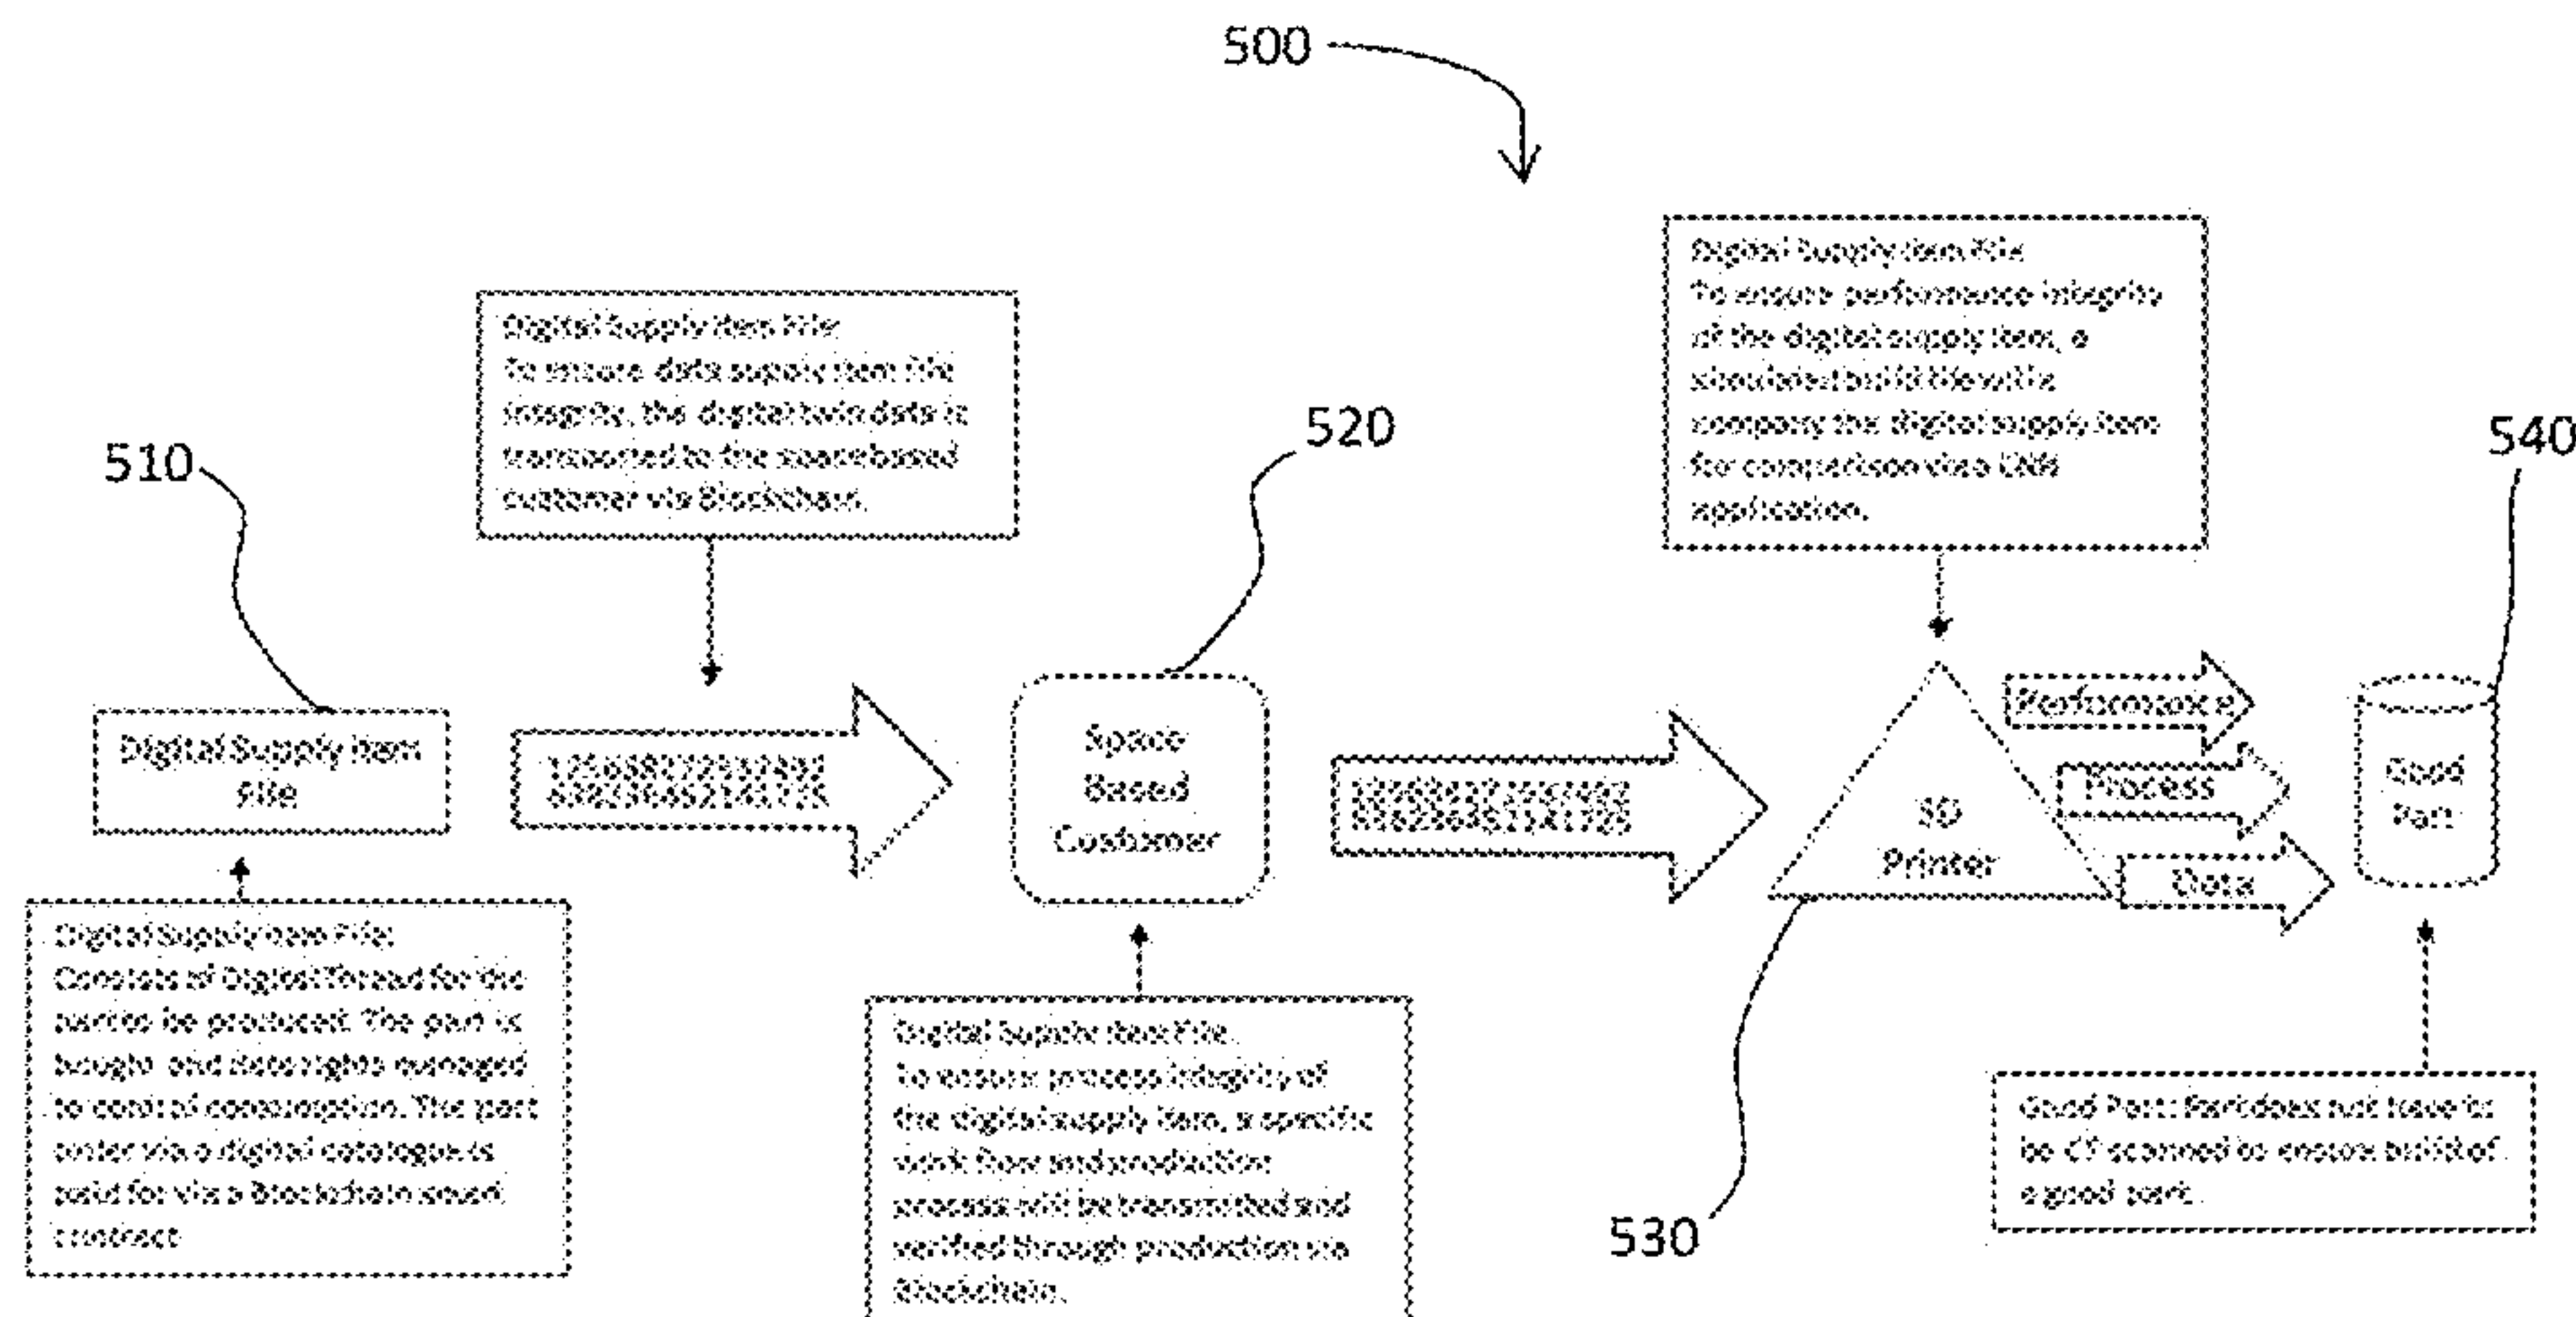 500
Digital Supply Item File
To ensure performance integrity
of the digital supply item, a
simulated build file will a
company the digital supply item
for comparison via a
application.
Digital Supply Item File
To ensure data supply item file
integrity, the digital twin data is
transmitted to the space based
customer via Blockchain.
510
520
540
Digital Supply Item
File
Space
Based
Customer
3D
Printer
Performance
Process
Data
Good
Part
Digital Supply Item File:
Consists of Digital Thread for the
part to be produced. The part is
bought and data rights managed
to control consumption. The part
order via a digital catalogue is
paid for via a Blockchain smart
contract
Digital Supply Item File
To ensure process integrity of
the digital supply item, a specific
work flow and production
process will be transmitted and
verified through production via
Blockchain.
530
Good Part: Part does not have to
be CT scanned to ensure build of
a good part.